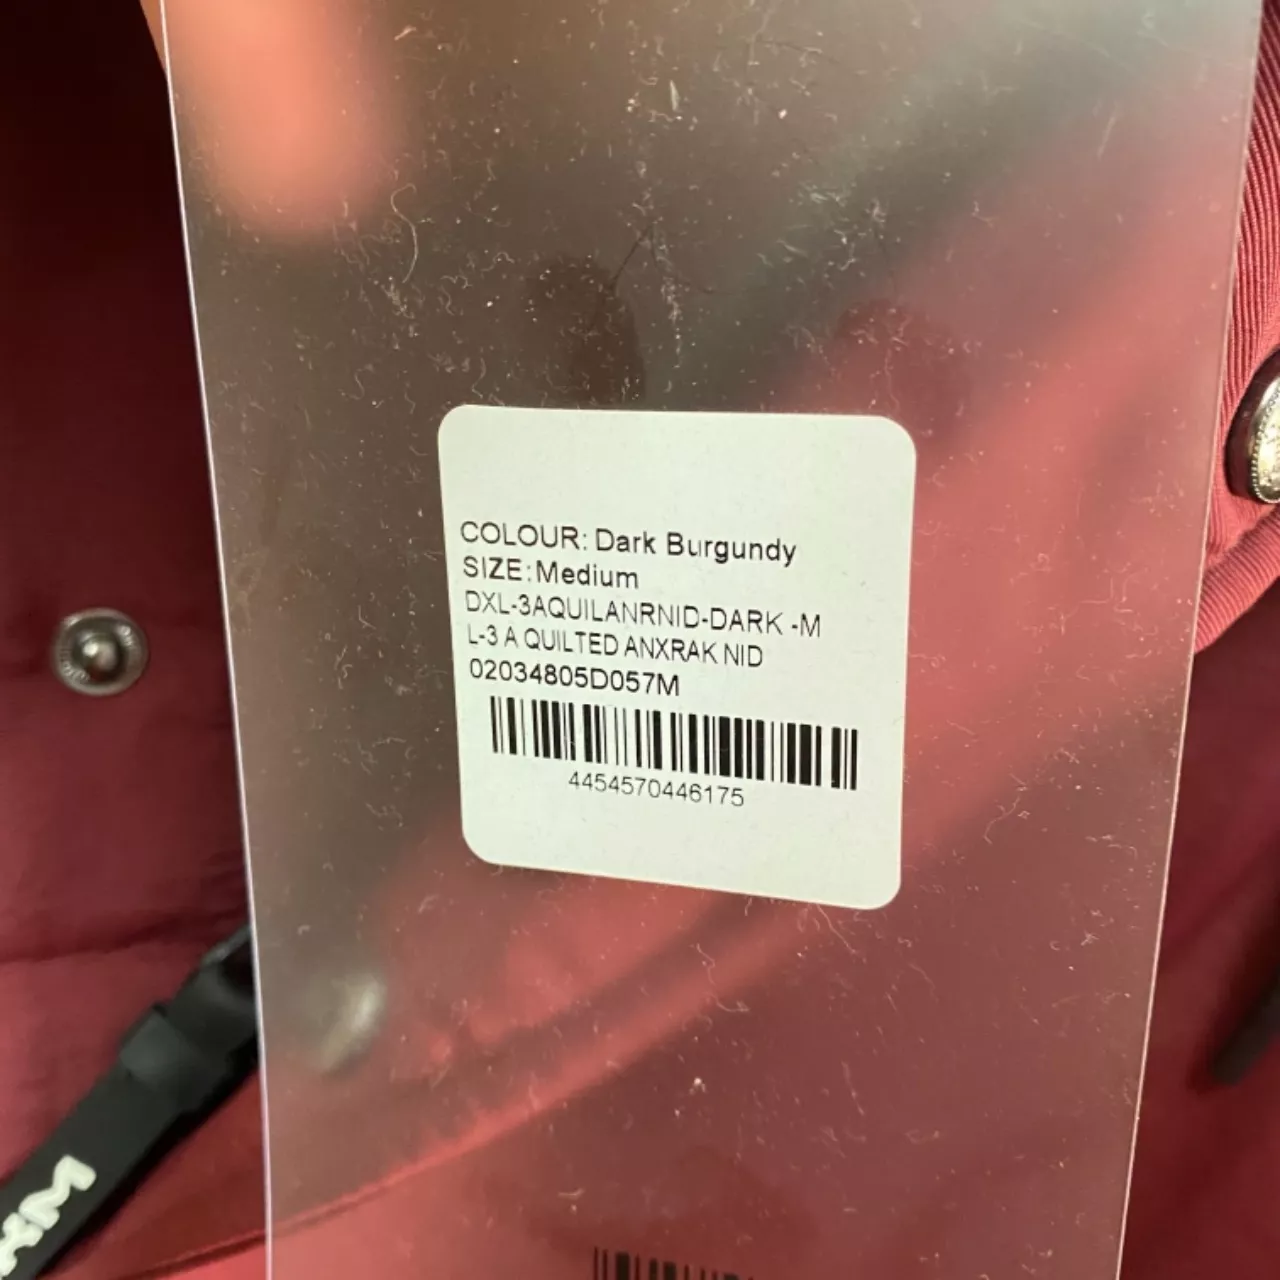 COLOUR: Dark Burgundy
SIZE: Medium
DXL-3AQUILANRNID-DARK -M
L-3 A QUILTED ANXRAK NID
02034805D057M
4454570446175